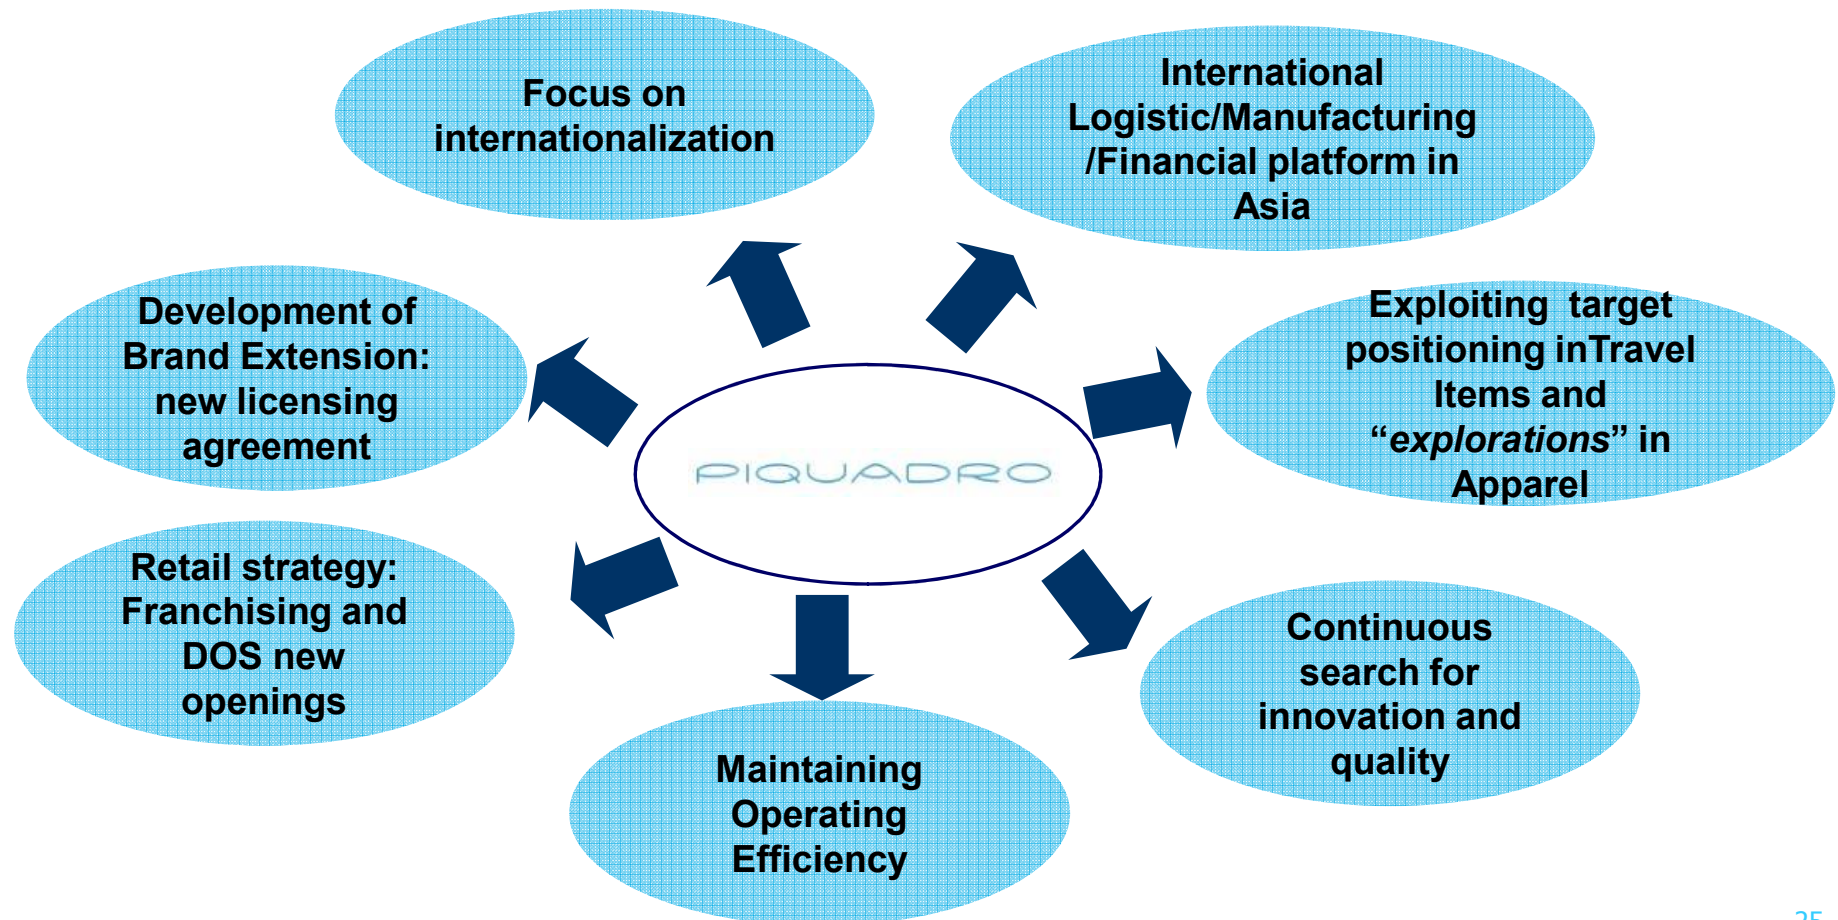 Focus on
internationalization
International
Logistic/Manufacturing
/Financial platform in
Asia
Development of
Brand Extension:
new licensing
agreement
Exploiting target
positioning inTravel
Items and
“explorations” in
Apparel
PIQUADRO
Retail strategy:
Franchising and
DOS new
openings
Continuous
search for
innovation and
quality
Maintaining
Operating
Efficiency